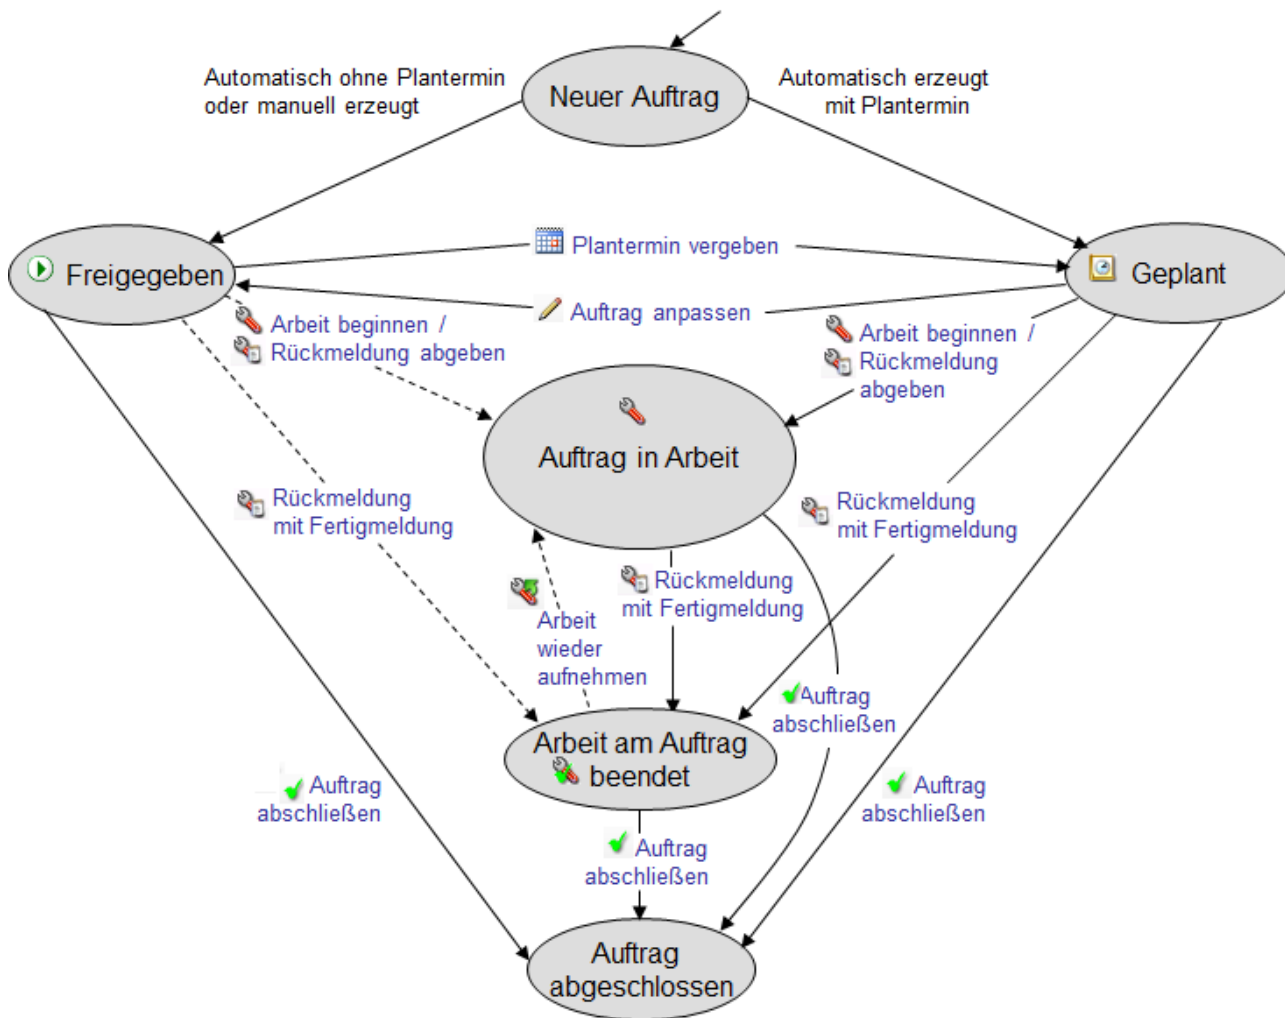 Neuer Auftrag
Automatisch ohne Plantermin
oder manuell erzeugt
Automatisch erzeugt
mit Plantermin
Freigegeben
Plantermin vergeben
Geplant
Auftrag anpassen
Arbeit beginnen /
Rückmeldung abgeben
Arbeit beginnen /
Rückmeldung
abgeben
Auftrag in Arbeit
Rückmeldung
mit Fertigmeldung
Rückmeldung
mit Fertigmeldung
Rückmeldung
mit Fertigmeldung
Arbeit
wieder
aufnehmen
Auftrag
abschließen
Arbeit am Auftrag
beendet
Auftrag
abschließen
Auftrag
abschließen
Auftrag
abschließen
Auftrag
abgeschlossen